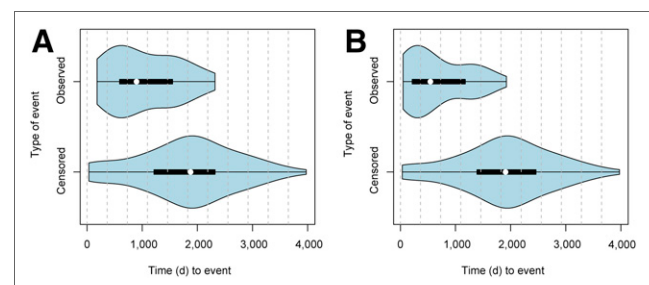 A
B
Type of event
Observed
Censored
0
1,000
2,000
3,000
4,000
Time (d) to event
Type of event
Observed
Censored
0
1,000
2,000
3,000
4,000
Time (d) to event